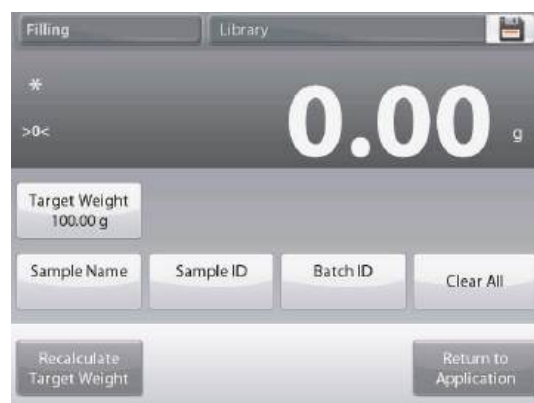 Filling
Library
*
>0<
0.00 g
Target Weight
100.00 g
Sample Name
Sample ID
Batch ID
Clear All
Recalculate
Target Weight
Return to
Application